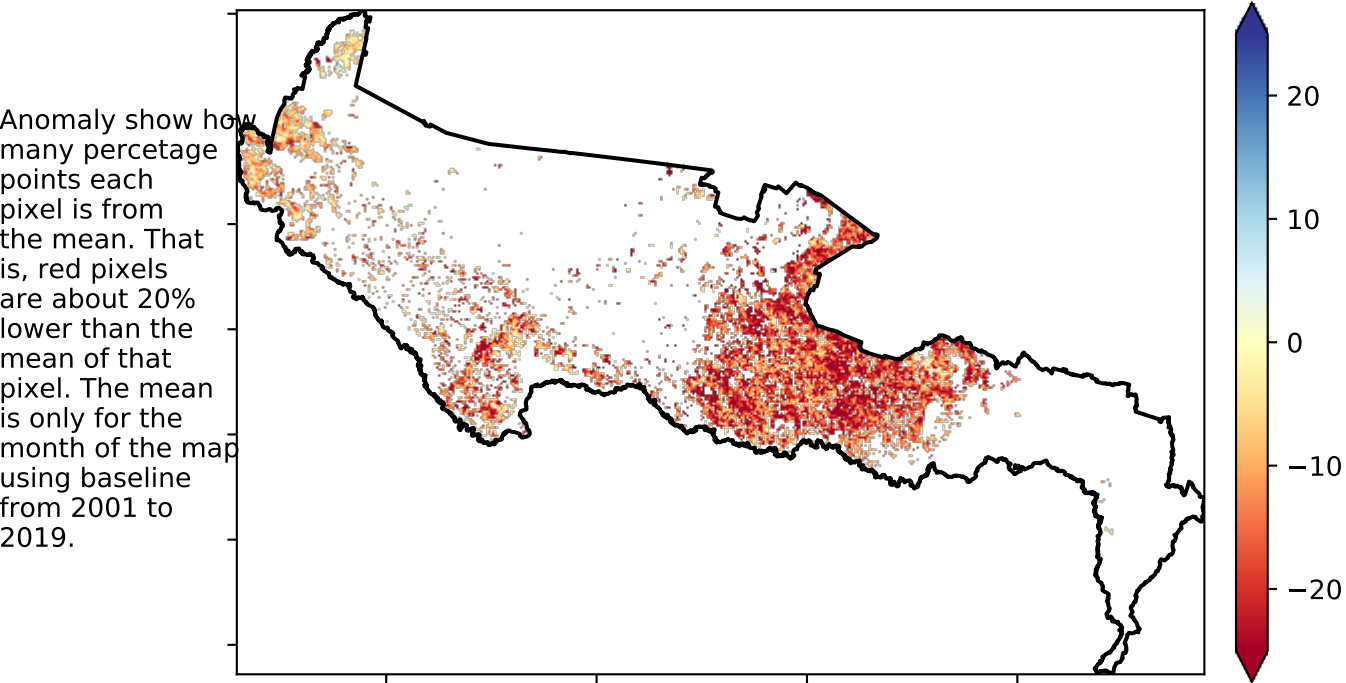 Anomaly show how
many percetage
points each
pixel is from
the mean. That
is, red pixels
are about 20%
lower than the
mean of that
pixel. The mean
is only for the
month of the map
using baseline
from 2001 to
2019.
20
10
0
−10
−20